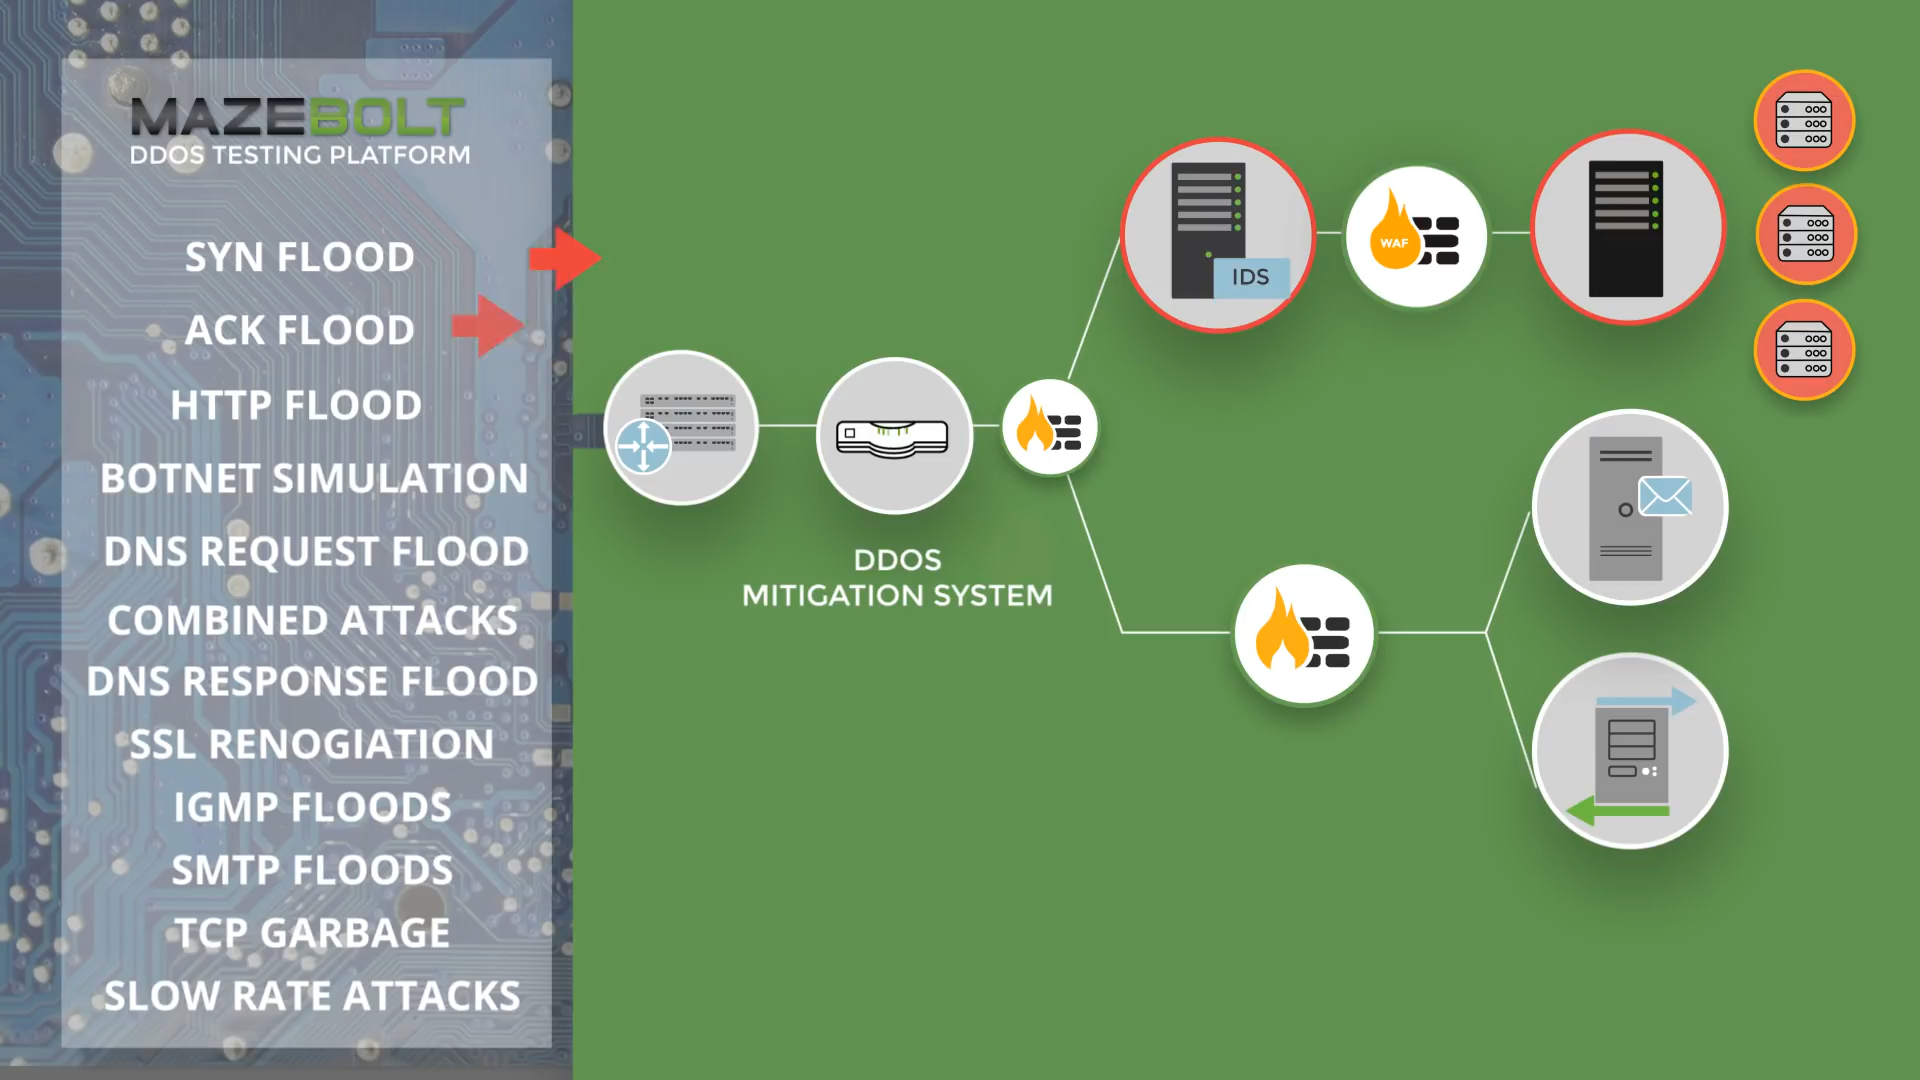 MAZEBOLT
DDOS TESTING PLATFORM
SYN FLOOD
ACK FLOOD
HTTP FLOOD
BOTNET SIMULATION
DNS REQUEST FLOOD
COMBINED ATTACKS
DNS RESPONSE FLOOD
SSL RENOGIATION
IGMP FLOODS
SMTP FLOODS
TCP GARBAGE
SLOW RATE ATTACKS
DDOS
MITIGATION SYSTEM
IDS
WAF